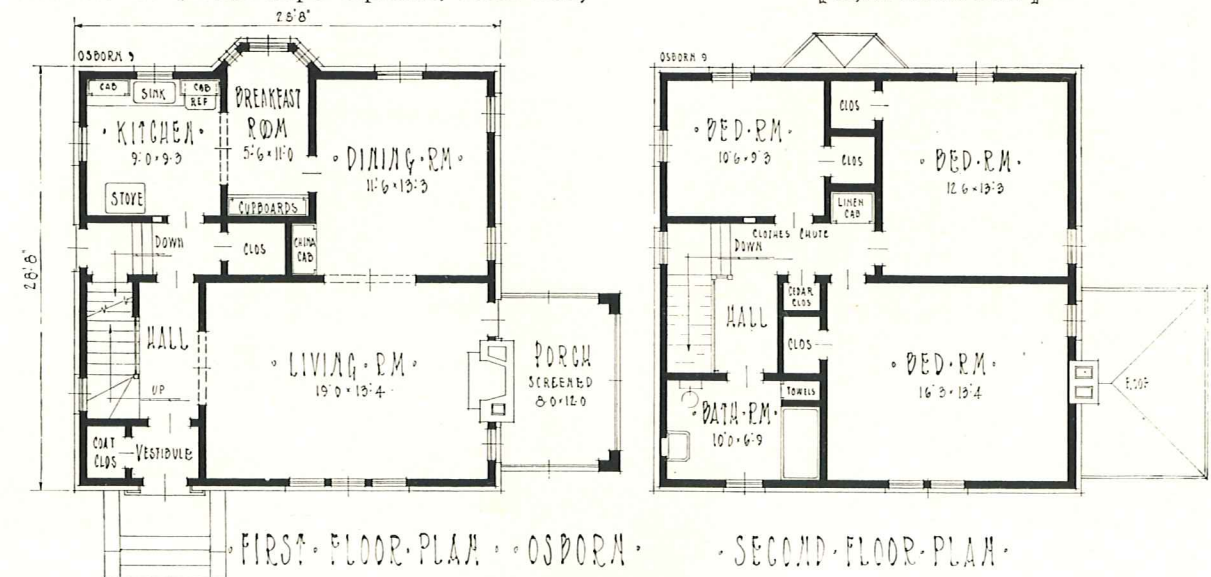 28'8"
OSBORN 9
CAB
SINK
CAB
REF
BREAKFAST
ROOM
5'6 × 11'0
· KITCHEN ·
9'0 × 9'3
· DINING · RM ·
11'6 × 13'3
STOVE
CUPBOARDS
DOWN
CLOS
CHINA
CAB
28'8"
HALL
· LIVING · RM ·
19'0 × 13'4
PORCH
SCREENED
8'0 × 12'0
UP
COAT
CLOS
VESTIBULE
· FIRST · FLOOR · PLAN · · OSBORN ·
OSBORN 9
· BED · RM ·
10'6 × 9'3
CLOS
CLOS
· BED · RM ·
12'6 × 13'3
LINEN
CAB
CLOTHES CHUTE
DOWN
CEDAR
CLOS
HALL
CLOS
· BED · RM ·
16'3 × 13'4
ROOF
TOWELS
· BATH · RM ·
10'0 × 6'9
· SECOND · FLOOR · PLAN ·